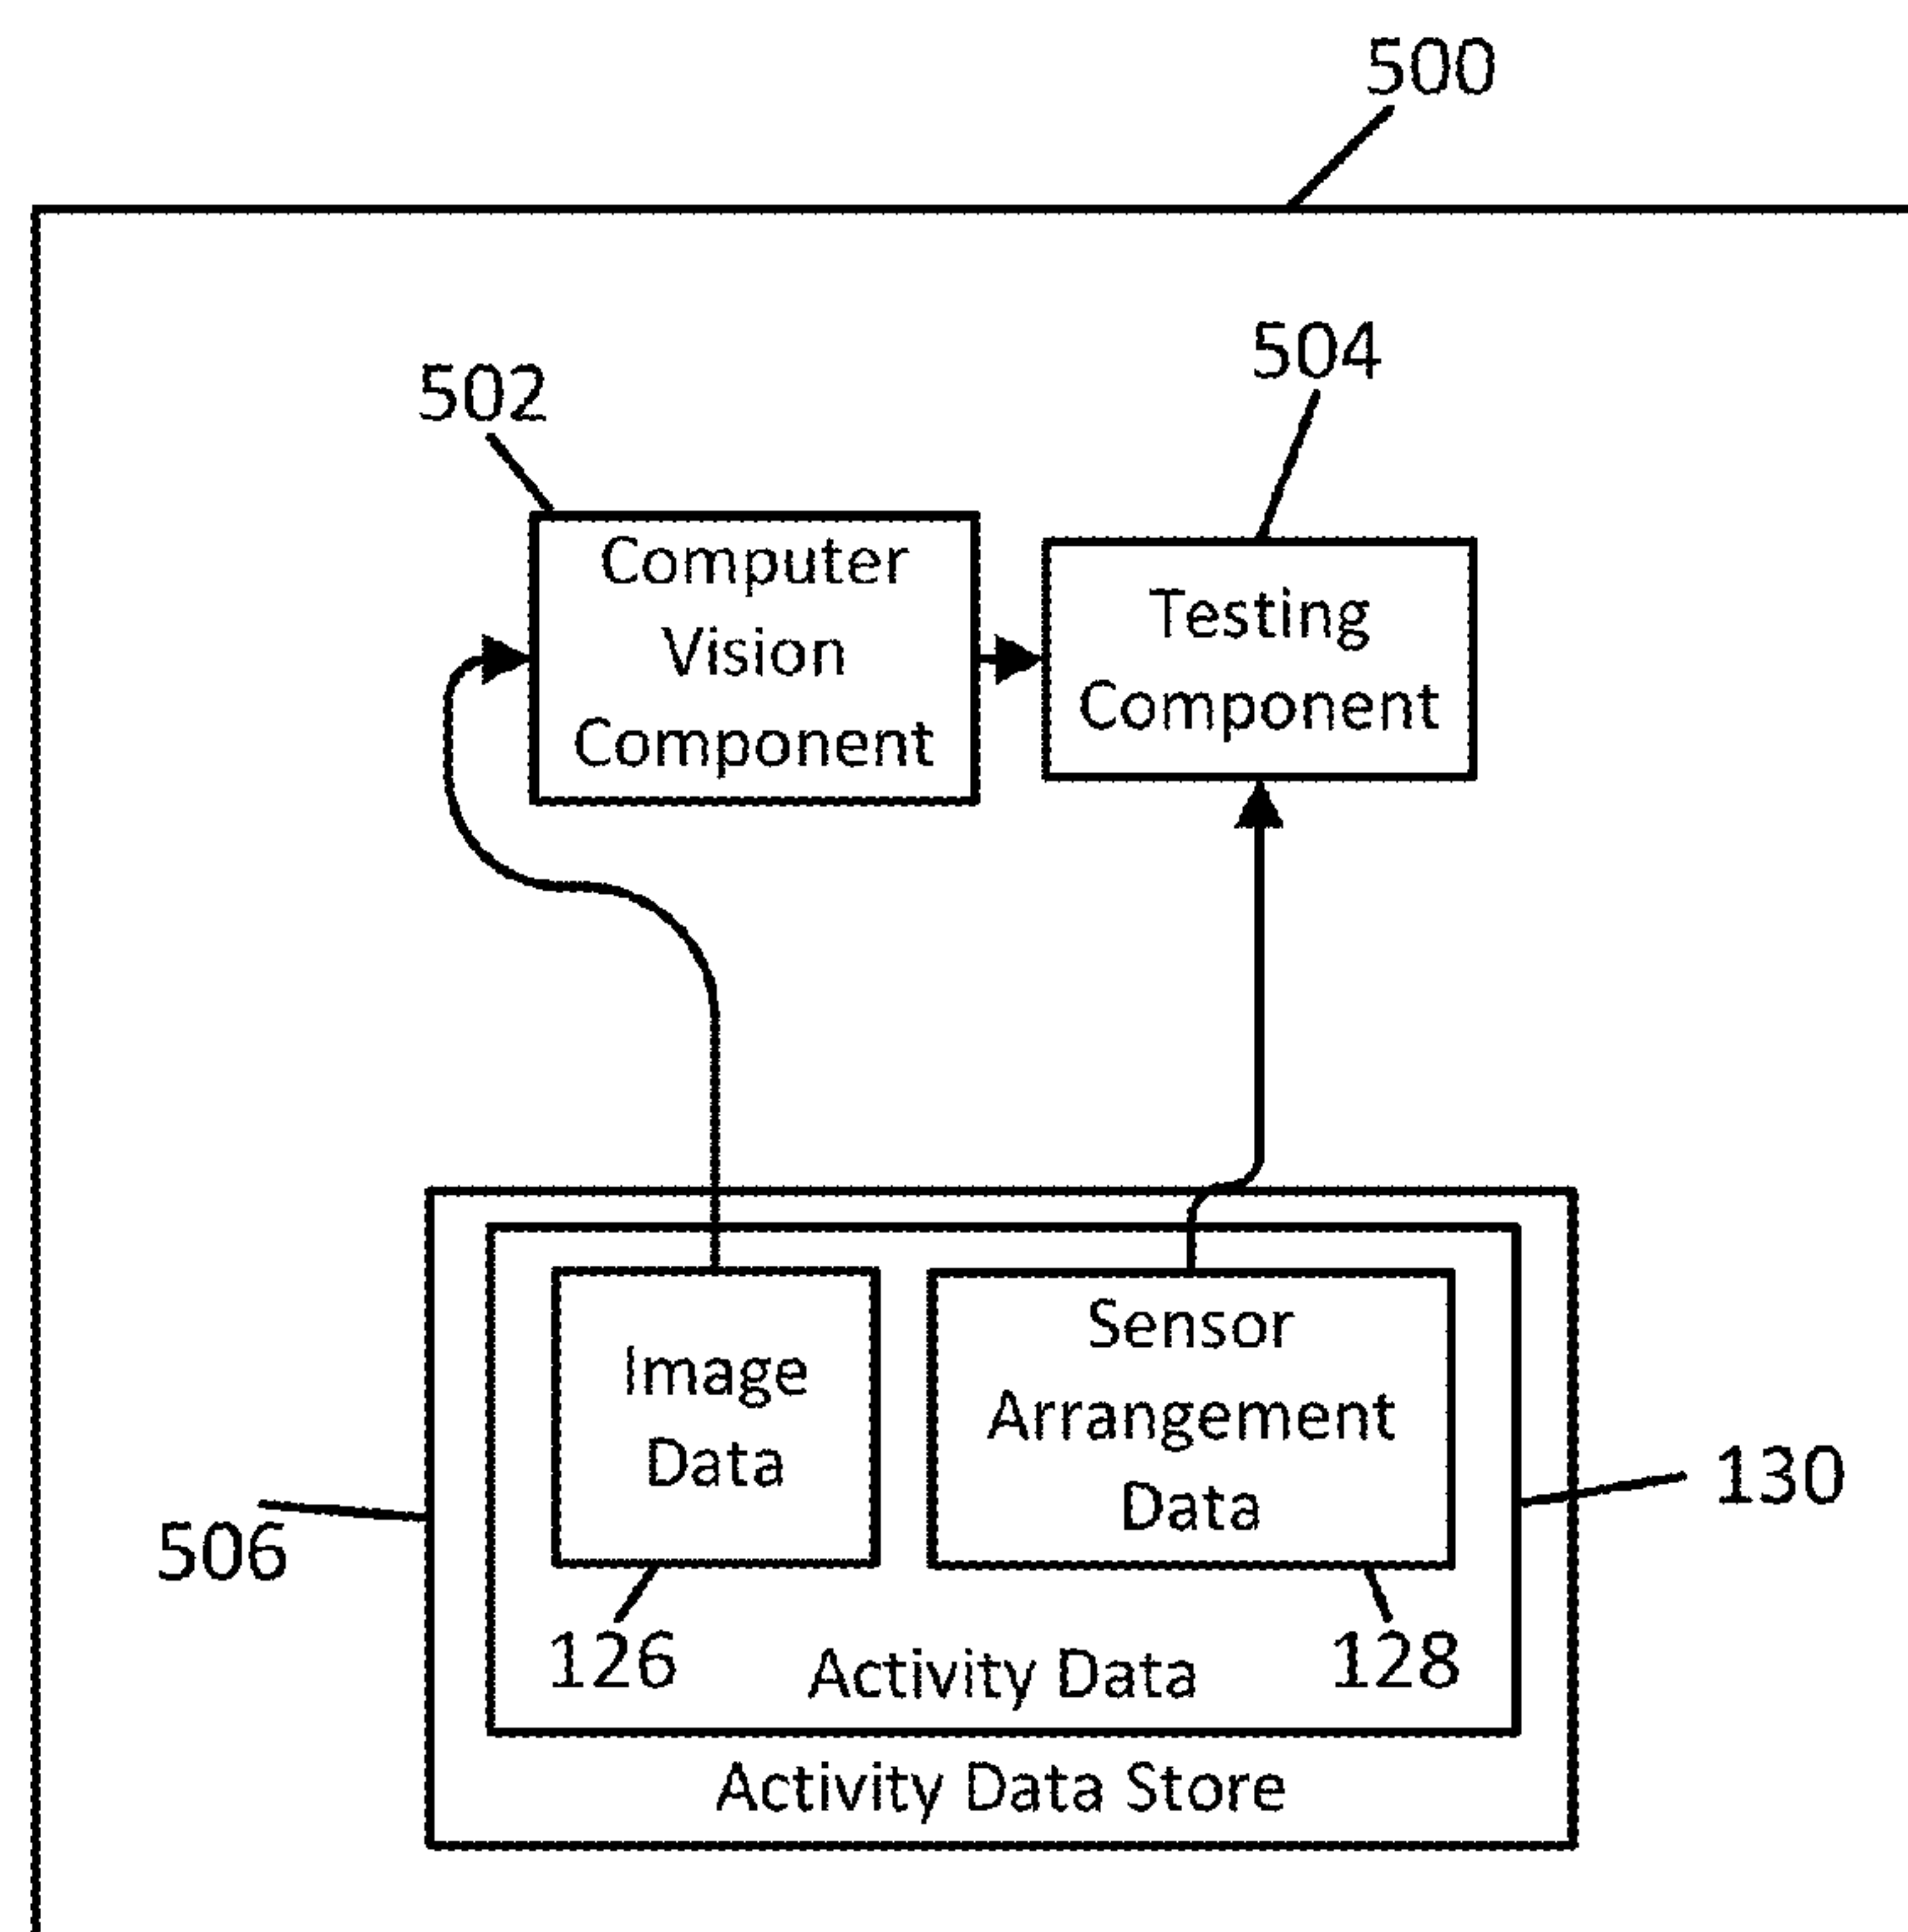 500
504
502
Computer
Vision
Component
Testing
Component
Image
Data
Sensor
Arrangement
Data
130
506
126
128
Activity Data
Activity Data Store